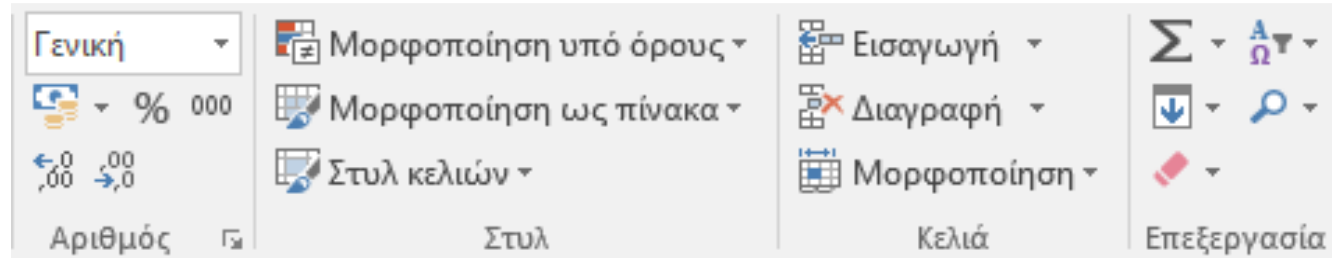 Γενική Μορφοποίηση υπό όρους Εισαγωγή Σ Α Ω
% 000 Μορφοποίηση ως πίνακα Διαγραφή
,0 ,00 ,00 ,0 Στυλ κελιών Μορφοποίηση
Αριθμός Στυλ Κελιά Επεξεργασία